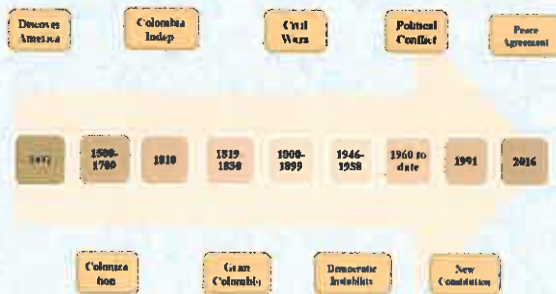 Discover
America
Colombia
Indep
Civil
Wars
Political
Conflict
Peace
Agreement
1500-
1700
1810
1819-
1830
1800-
1899
1946-
1958
1960 to
date
1991
2016
Coloniza
tion
Gran
Colombia
Democratic
Instability
New
Constitution